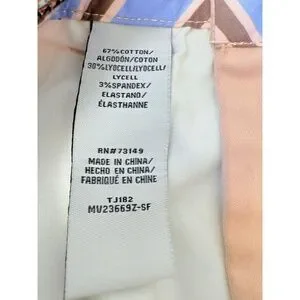 67%COTTON/
ALGODÓN/COTON
30%LYOCELL/LYOCELL/
LYCELL
3%SPANDEX/
ELASTANO/
ÉLASTHANNE
RN#73149
MADE IN CHINA/
HECHO EN CHINA/
FABRIQUÉ EN CHINE
TJ182
MV23669Z-SF